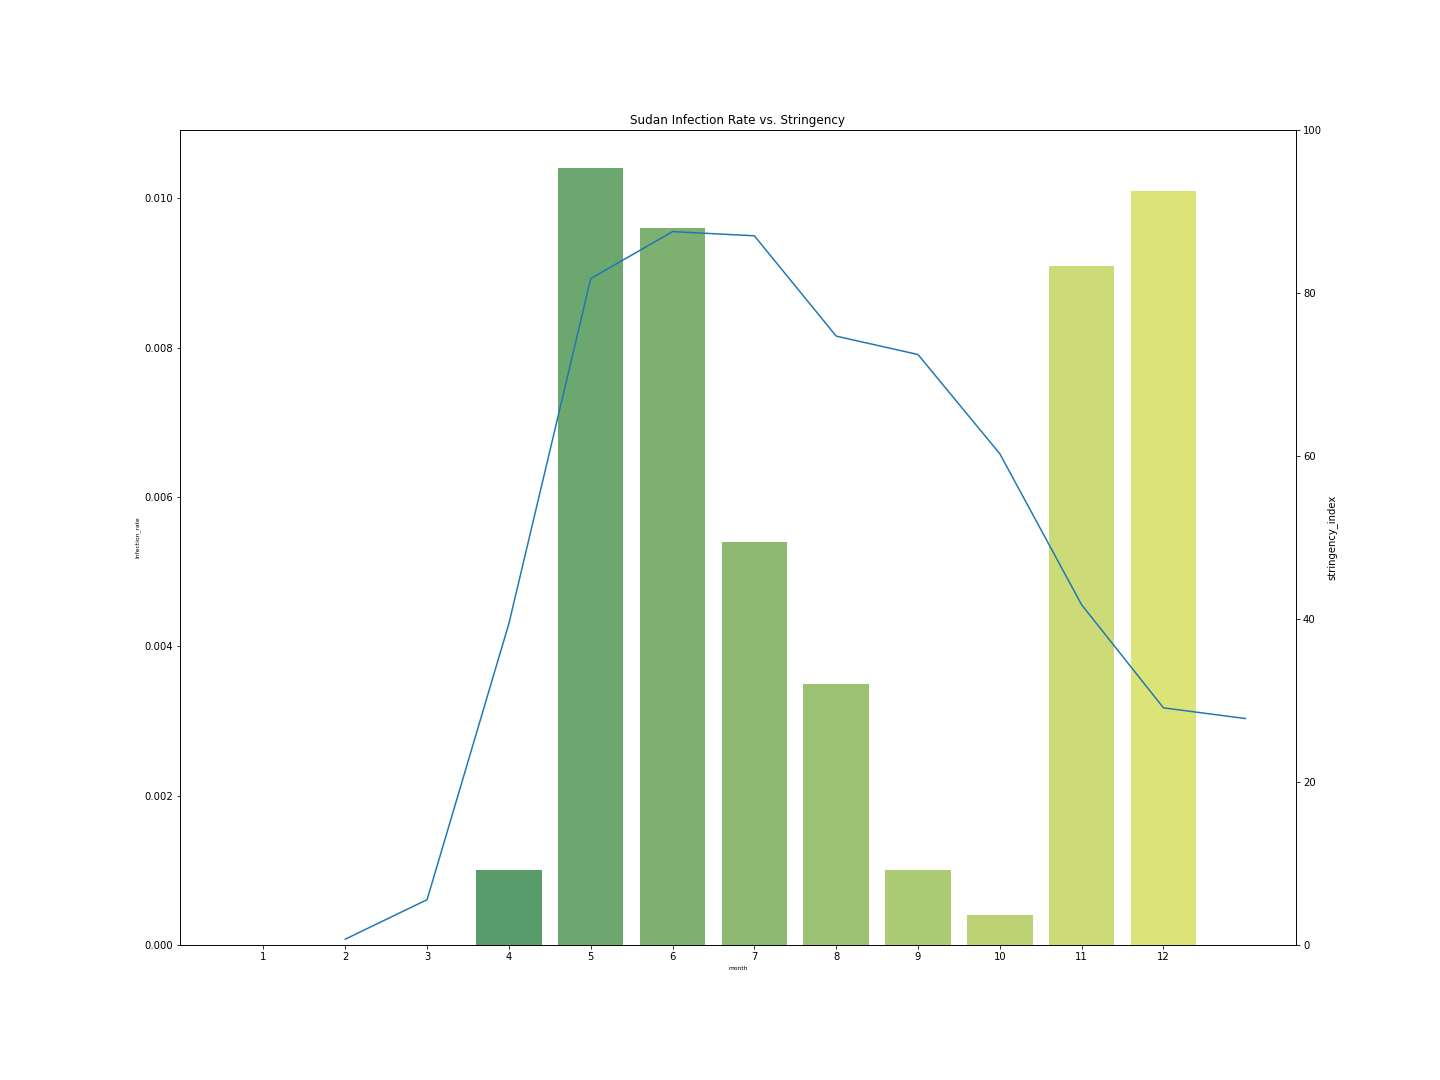 Sudan Infection Rate vs. Stringency
0.010
0.008
0.006
0.004
0.002
0.000
Infection_rate
100
80
60
40
20
0
stringency_index
1 2 3 4 5 6 7 8 9 10 11 12
month